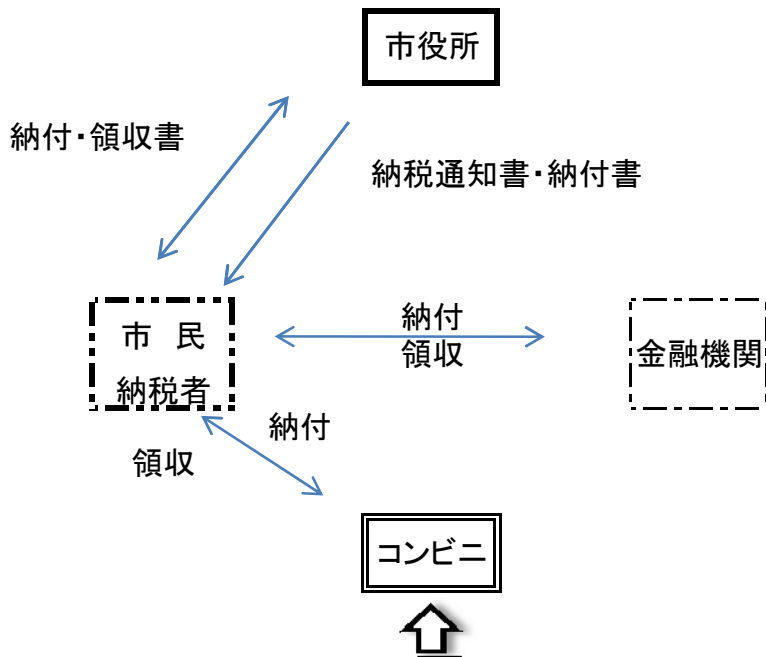 市役所
納付・領収書
納税通知書・納付書
市　民
納税者
納付
領収
金融機関
納付
領収
コンビニ